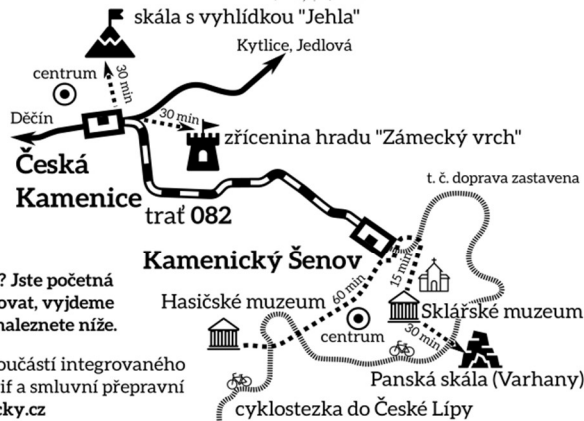 skála s vyhlídkou "Jehla"
Kytlice, Jedlová
centrum
30 min
Děčín
30 min
zřícenina hradu "Zámecký vrch"
Česká
Kamenice
t. č. doprava zastavena
trať 082
Kamenický Šenov
15 min
? Jste početná
ovat, vyjdeme
naleznete níže.
Hasičské muzeum
60 min
Sklářské muzeum
centrum
30 min
oučástí integrovaného
if a smluvní přepravní
cky.cz
Panská skála (Varhany)
cyklostezka do České Lípy